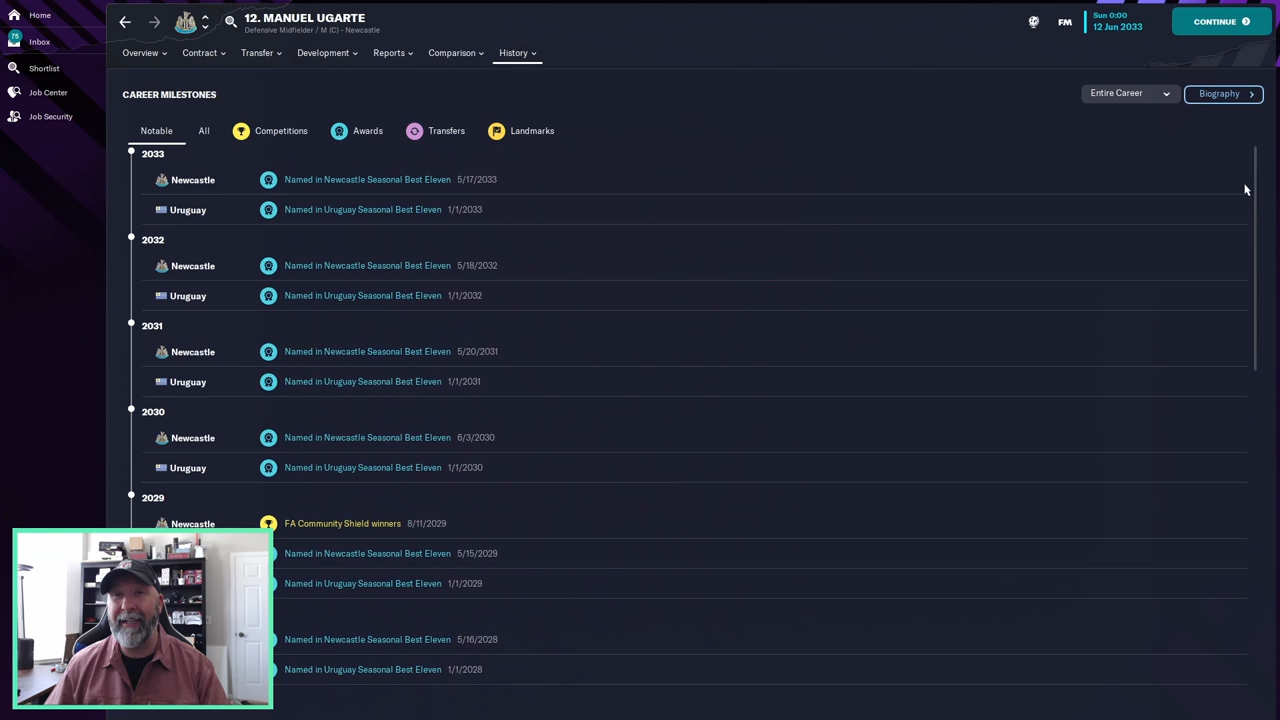 Home
75
Inbox
Shortlist
Job Center
Job Security
12. MANUEL UGARTE
Defensive Midfielder / M (C) - Newcastle
FM
Sun 0:00
12 Jun 2033
CONTINUE
Overview
Contract
Transfer
Development
Reports
Comparison
History
CAREER MILESTONES
Entire Career
Biography
Notable
All
Competitions
Awards
Transfers
Landmarks
2033
Newcastle Named in Newcastle Seasonal Best Eleven 5/17/2033
Uruguay Named in Uruguay Seasonal Best Eleven 1/1/2033
2032
Newcastle Named in Newcastle Seasonal Best Eleven 5/18/2032
Uruguay Named in Uruguay Seasonal Best Eleven 1/1/2032
2031
Newcastle Named in Newcastle Seasonal Best Eleven 5/20/2031
Uruguay Named in Uruguay Seasonal Best Eleven 1/1/2031
2030
Newcastle Named in Newcastle Seasonal Best Eleven 6/3/2030
Uruguay Named in Uruguay Seasonal Best Eleven 1/1/2030
2029
Newcastle FA Community Shield winners 8/11/2029
Named in Newcastle Seasonal Best Eleven 5/15/2029
Named in Uruguay Seasonal Best Eleven 1/1/2029
Named in Newcastle Seasonal Best Eleven 5/16/2028
Named in Uruguay Seasonal Best Eleven 1/1/2028